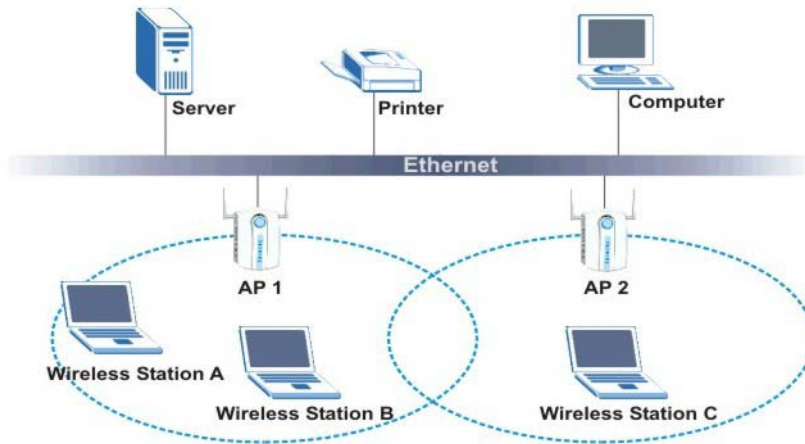 Server
Printer
Computer
Ethernet
AP 1
AP 2
Wireless Station A
Wireless Station B
Wireless Station C